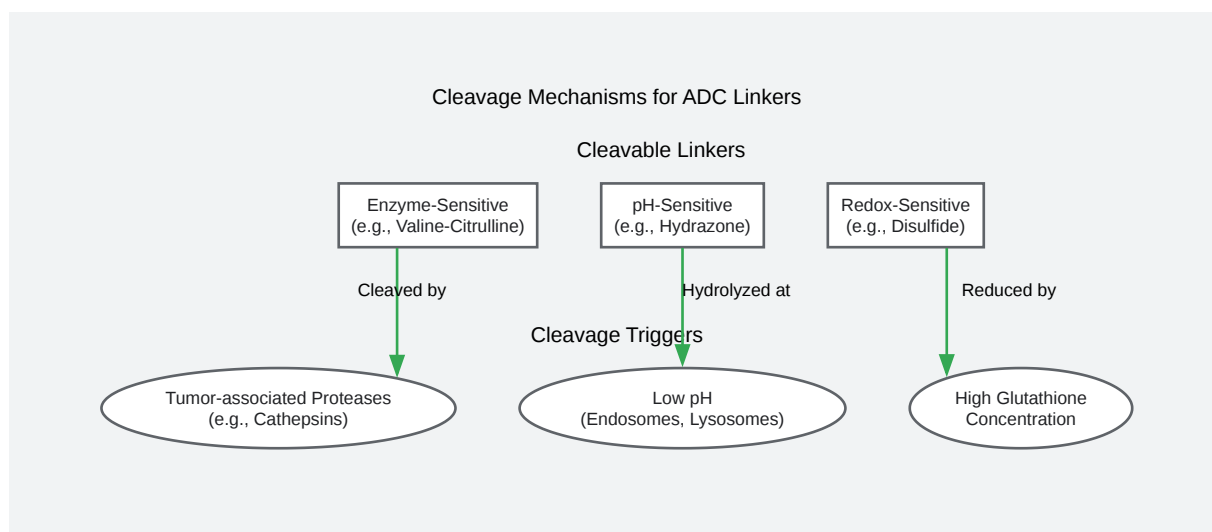 Cleavage Mechanisms for ADC Linkers
Cleavable Linkers
Enzyme-Sensitive
(e.g., Valine-Citrulline)
pH-Sensitive
(e.g., Hydrazone)
Redox-Sensitive
(e.g., Disulfide)
Cleaved by
Hydrolyzed at
Reduced by
Cleavage Triggers
Tumor-associated Proteases
(e.g., Cathepsins)
Low pH
(Endosomes, Lysosomes)
High Glutathione
Concentration